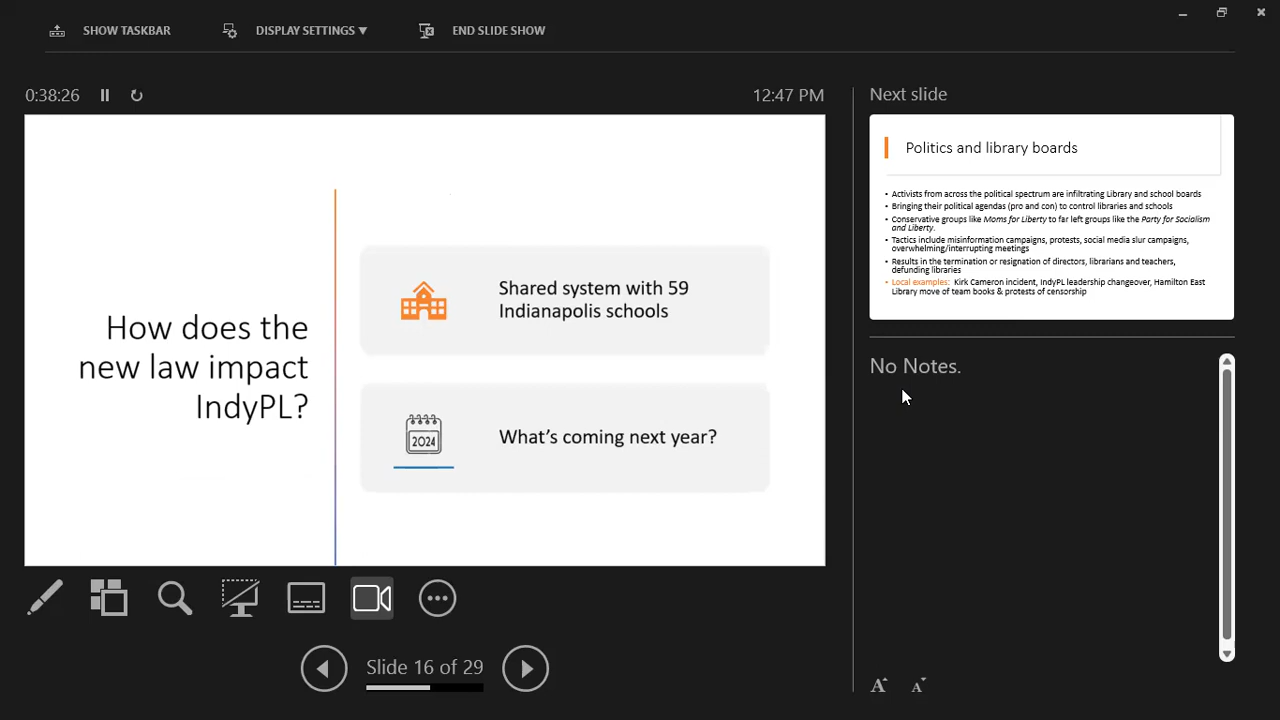 SHOW TASKBAR
DISPLAY SETTINGS ▼
END SLIDE SHOW
0:38:26
12:47 PM
How does the
new law impact
IndyPL?
Shared system with 59
Indianapolis schools
2024
What's coming next year?
Slide 16 of 29
Next slide
Politics and library boards
• Activists from across the political spectrum are infiltrating Library and school boards
• Bringing their political agendas (pro and con) to control libraries and schools
• Conservative groups like Moms for Liberty to far left groups like the Party for Socialism
and Liberty.
• Tactics include misinformation campaigns, protests, social media slur campaigns,
overwhelming/interrupting meetings
• Results in the termination or resignation of directors, librarians and teachers,
defunding libraries
• Local examples: Kirk Cameron incident, IndyPL leadership changeover, Hamilton East
Library move of team books & protests of censorship
No Notes.
A
A